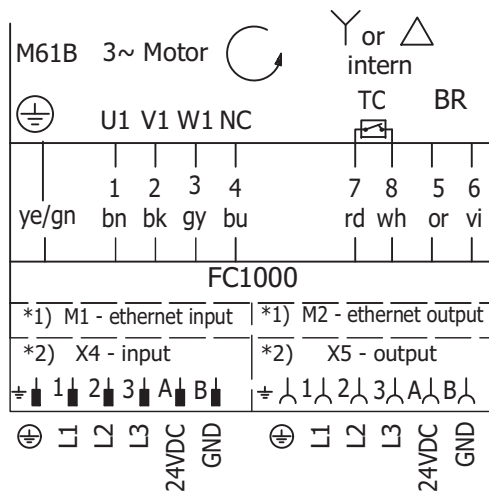 M61B 3~ Motor
Y or △
intern
TC BR
U1 V1 W1 NC
1 2 3 4 7 8 5 6
ye/gn bn bk gy bu rd wh or vi
FC1000
*1) M1 - ethernet input *1) M2 - ethernet output
*2) X4 - input *2) X5 - output
1 2 3 A B 1 2 3 A B
L1 L2 L3 24VDC GND L1 L2 L3 24VDC GND